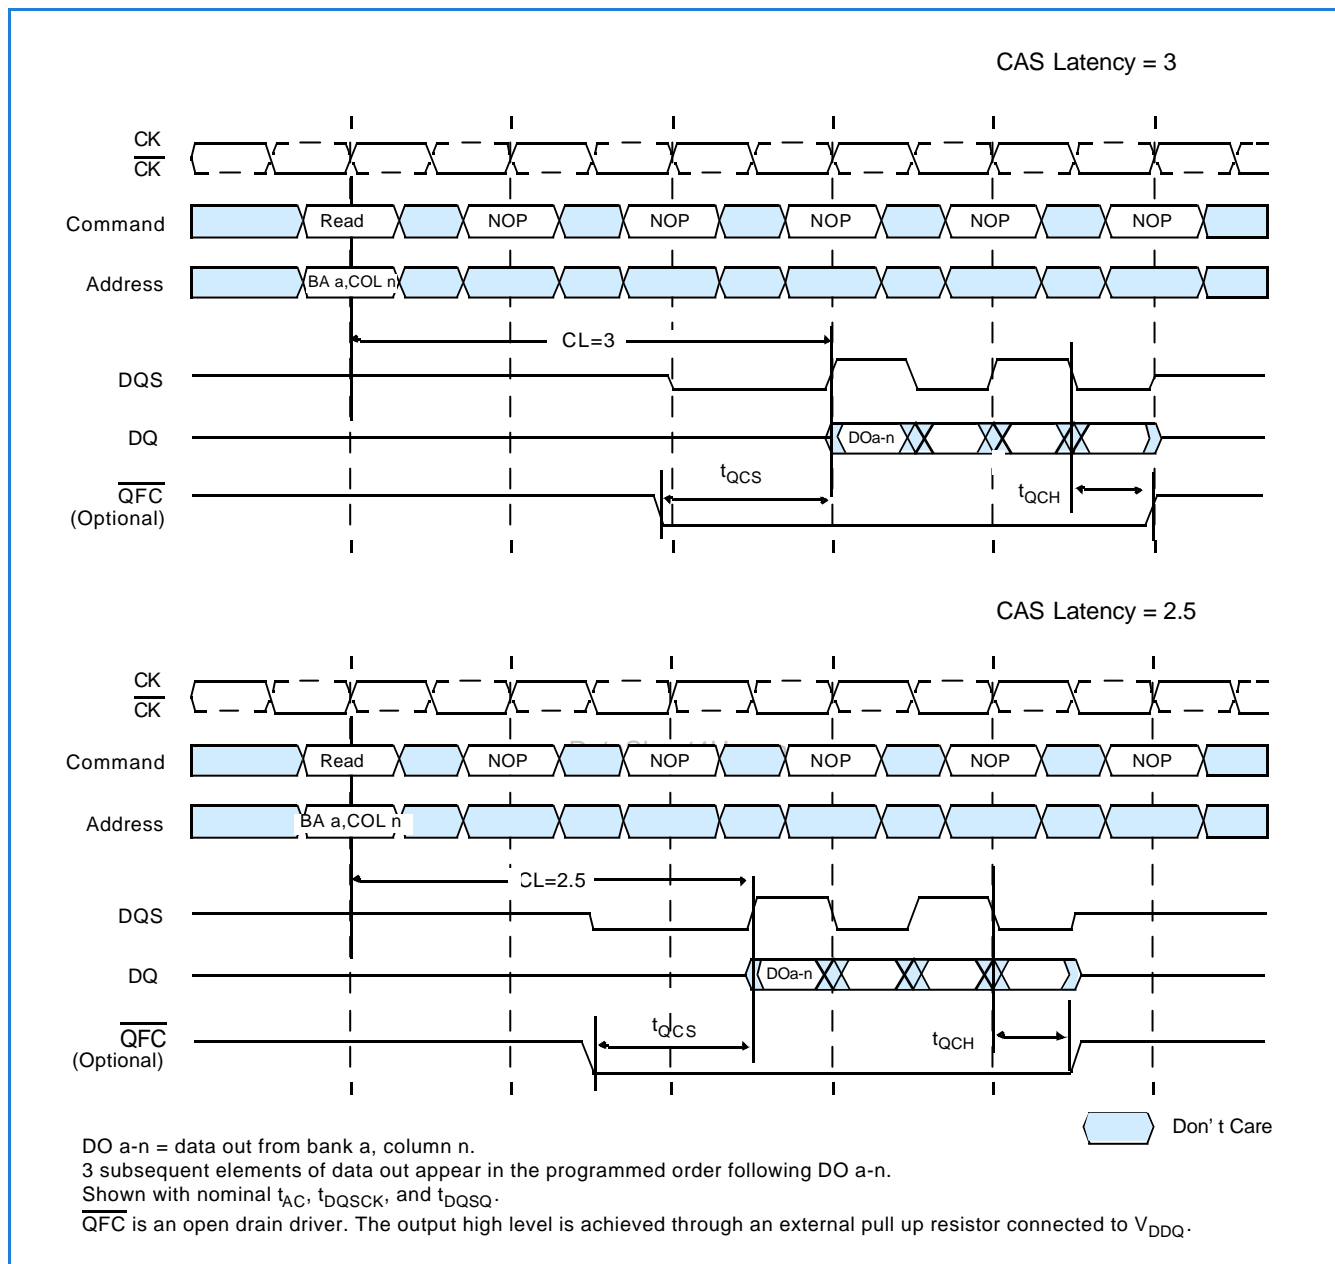 CAS Latency = 3
CK
CK
Command
Read
NOP
NOP
NOP
NOP
NOP
Address
BA a,COL n
CL=3
DQS
DQ
DOa-n
tQCS
tQCH
QFC
(Optional)
CAS Latency = 2.5
CK
CK
Command
Read
NOP
NOP
NOP
NOP
NOP
Address
BA a,COL n
CL=2.5
DQS
DQ
DOa-n
tQCS
tQCH
QFC
(Optional)
Don' t Care
DO a-n = data out from bank a, column n.
3 subsequent elements of data out appear in the programmed order following DO a-n.
Shown with nominal tAC, tDQSCK, and tDQSQ.
QFC is an open drain driver. The output high level is achieved through an external pull up resistor connected to VDDQ.